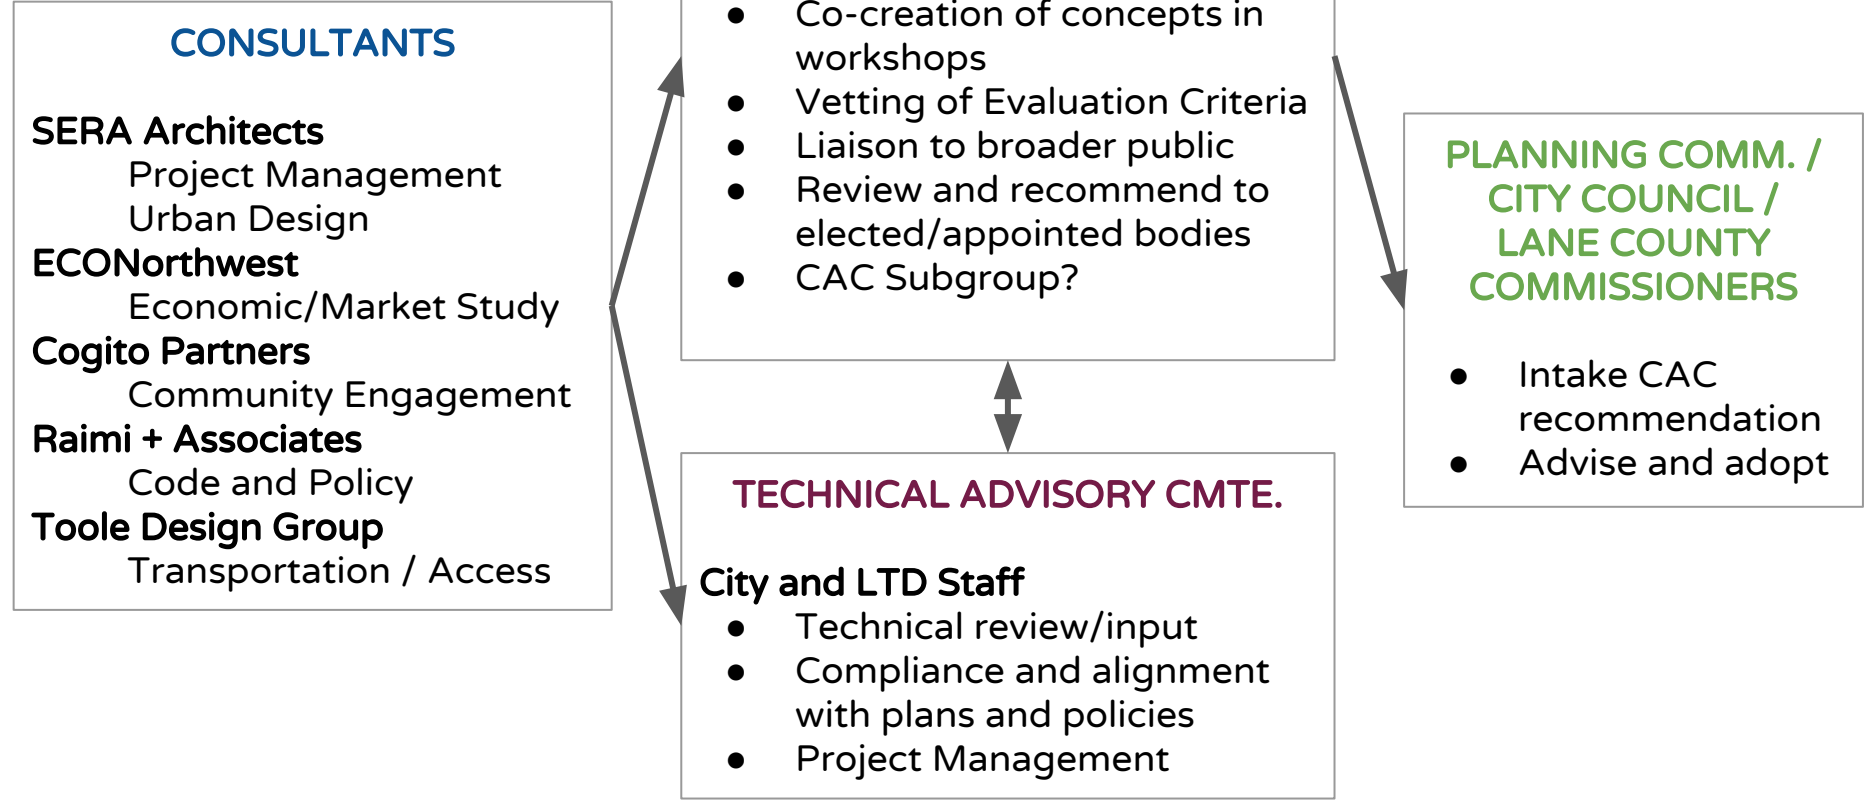 CONSULTANTS
SERA Architects
Project Management
Urban Design
ECONorthwest
Economic/Market Study
Cogito Partners
Community Engagement
Raimi + Associates
Code and Policy
Toole Design Group
Transportation / Access
● Co-creation of concepts in
workshops
● Vetting of Evaluation Criteria
● Liaison to broader public
● Review and recommend to
elected/appointed bodies
● CAC Subgroup?
TECHNICAL ADVISORY CMTE.
City and LTD Staff
● Technical review/input
● Compliance and alignment
with plans and policies
● Project Management
PLANNING COMM. /
CITY COUNCIL /
LANE COUNTY
COMMISSIONERS
● Intake CAC
recommendation
● Advise and adopt